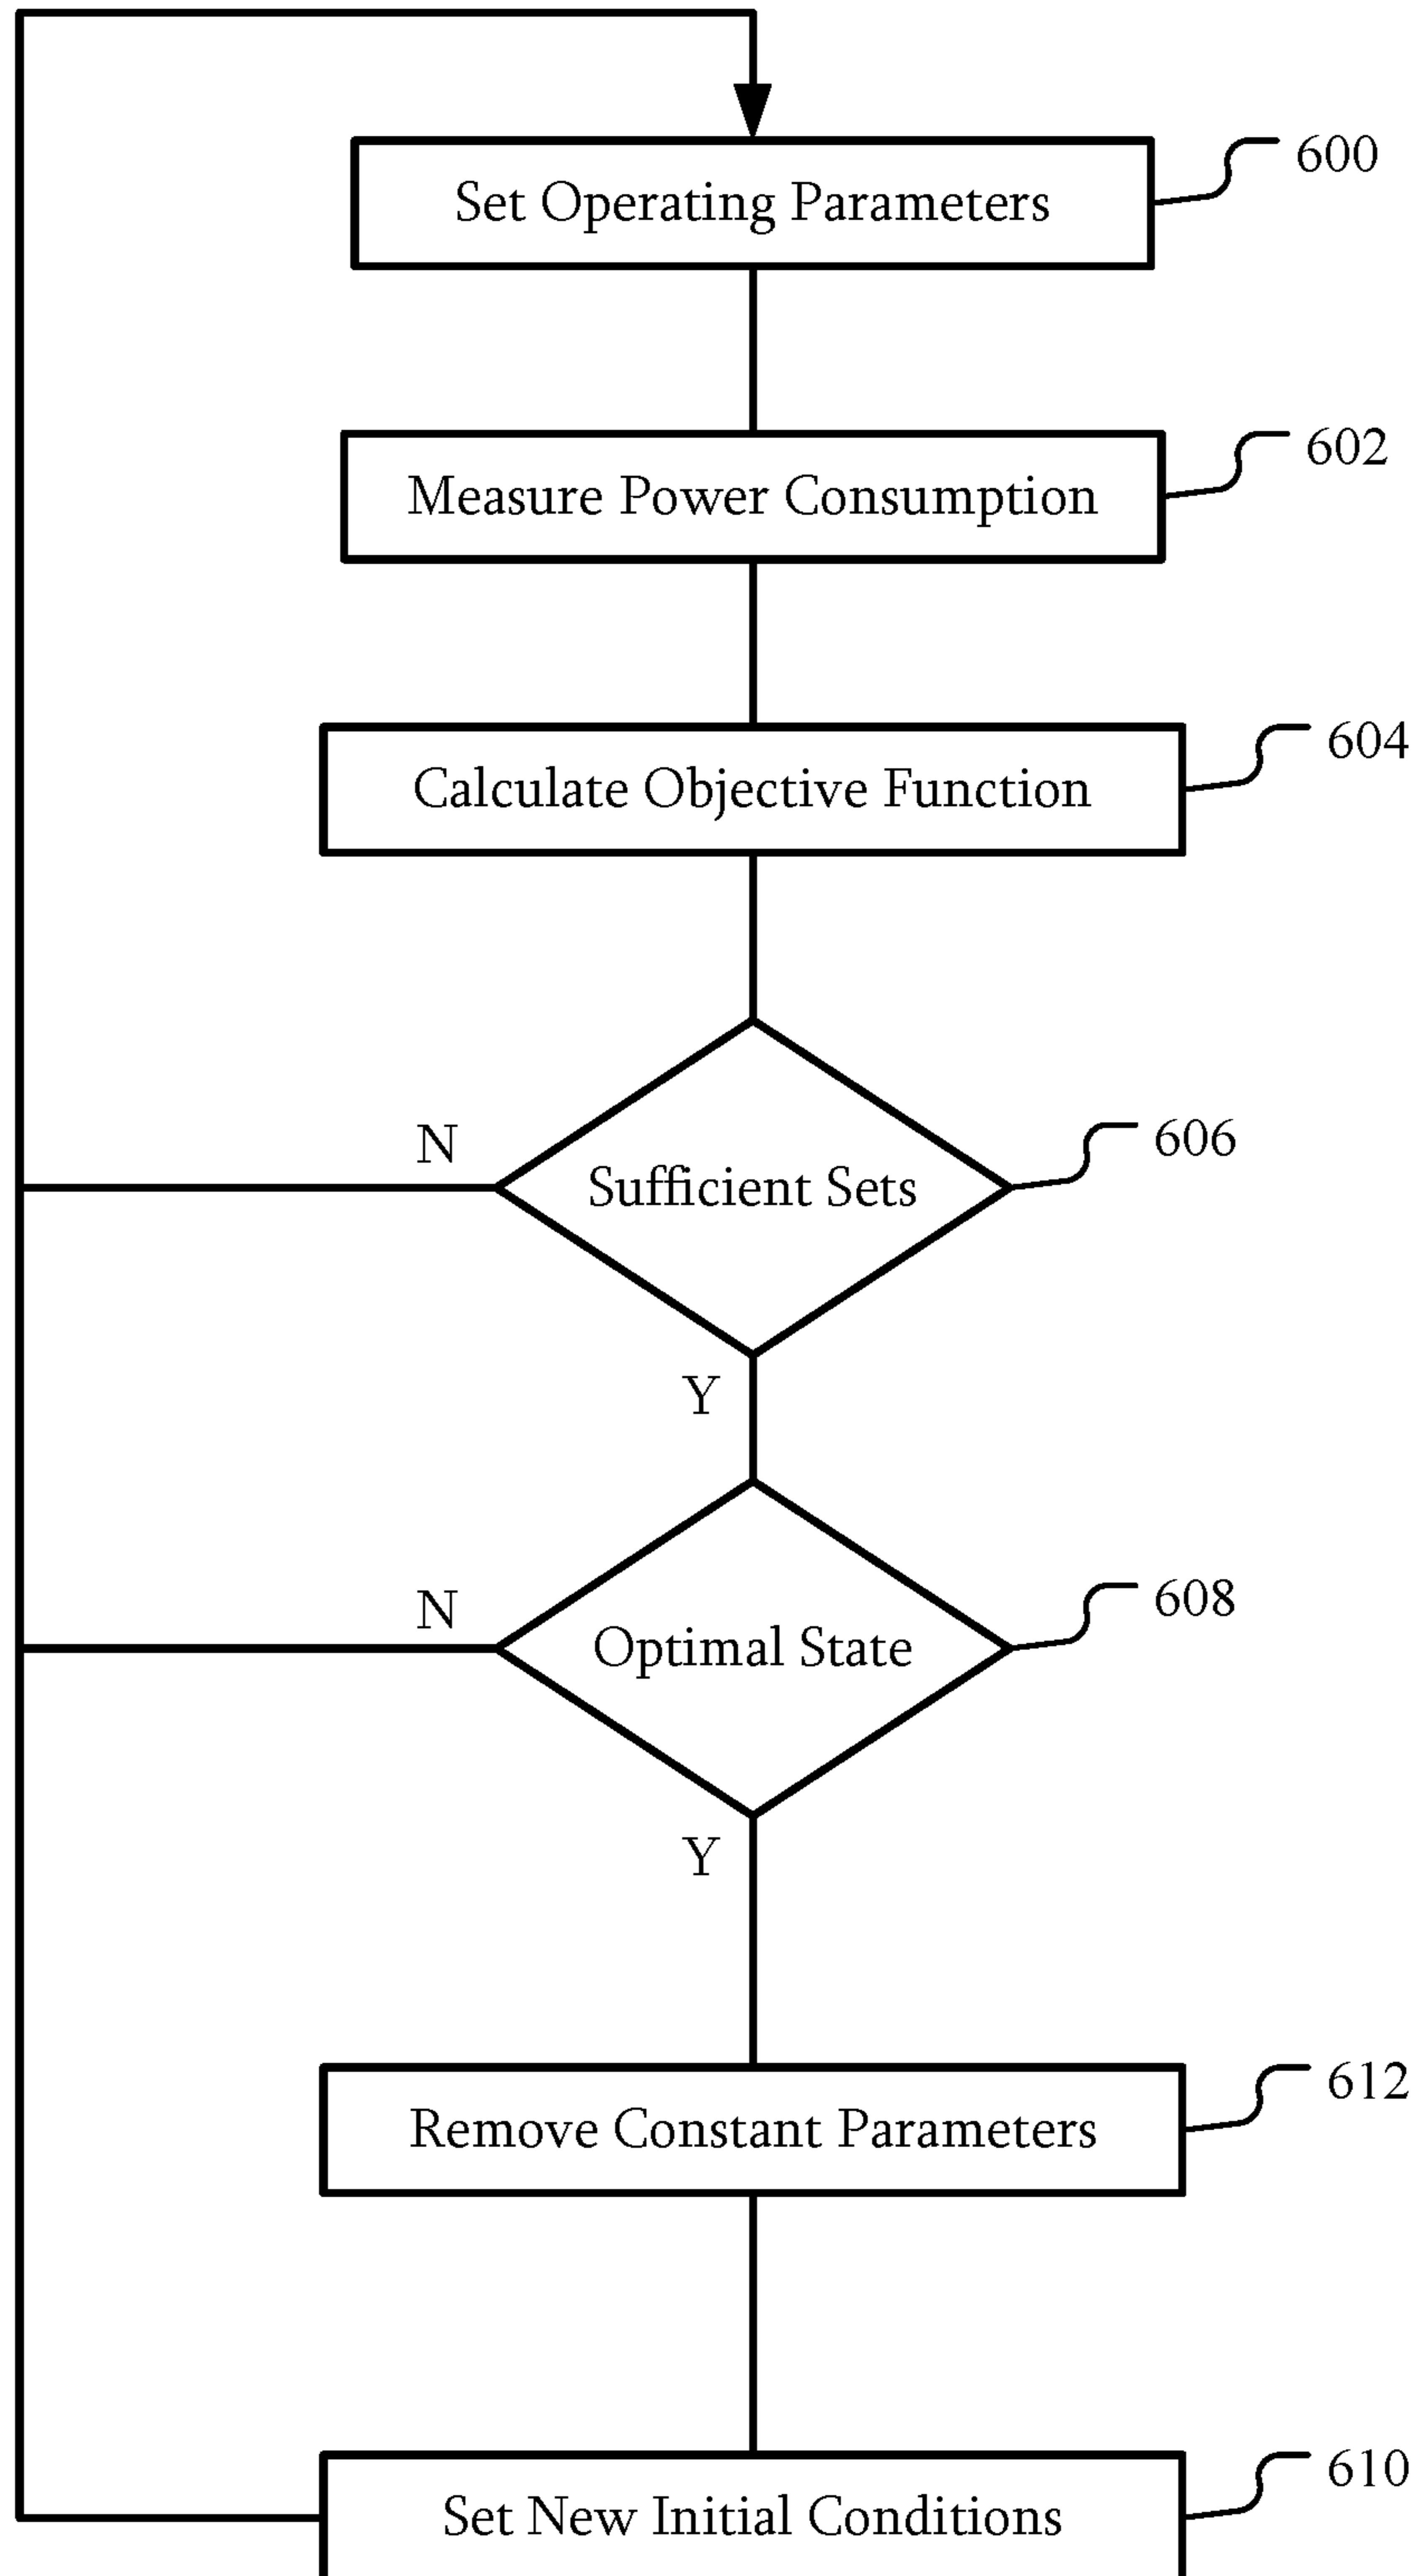 600
Set Operating Parameters
602
Measure Power Consumption
604
Calculate Objective Function
606
N
Sufficient Sets
Y
608
N
Optimal State
Y
612
Remove Constant Parameters
610
Set New Initial Conditions